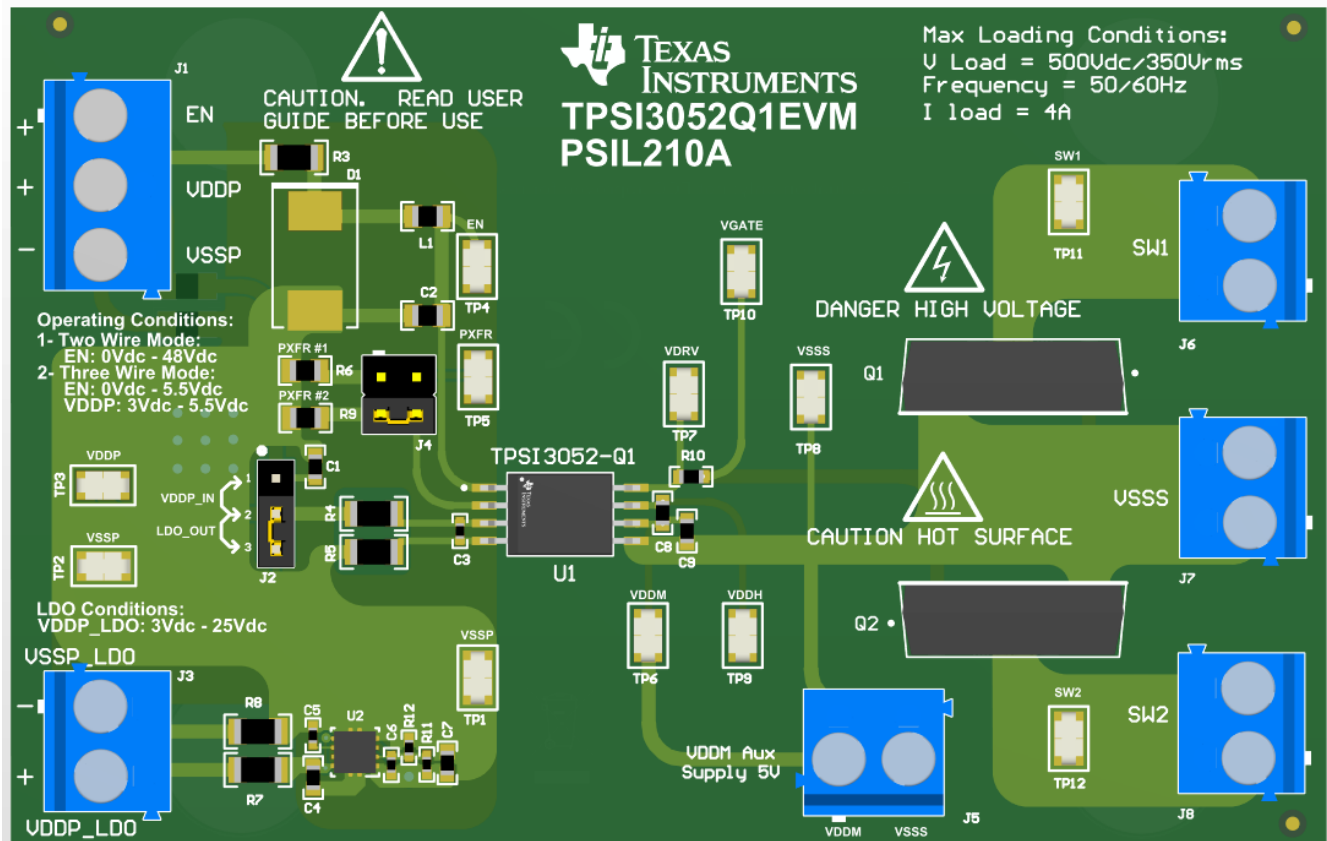 TEXAS
INSTRUMENTS
TPSI3052Q1EVM
PSIL210A
Max Loading Conditions:
V Load = 500Vdc/350Vrms
Frequency = 50/60Hz
I load = 4A
CAUTION. READ USER
GUIDE BEFORE USE
J1
EN
VDDP
VSSP
+
+
-
R3
D1
L1
C2
EN
TP4
PXFR
TP5
VGATE
TP10
SW1
TP11
SW1
J6
DANGER HIGH VOLTAGE
Operating Conditions:
1- Two Wire Mode:
EN: 0Vdc - 48Vdc
2- Three Wire Mode:
EN: 0Vdc - 5.5Vdc
VDDP: 3Vdc - 5.5Vdc
PXFR #1
R6
PXFR #2
R9
J4
VDRV
TP7
VSSS
TP8
Q1
VDDP
TP3
VSSP
TP2
VDDP_IN
LDO_OUT
1
2
3
J2
C1
R4
R5
C3
TPSI3052-Q1
TEXAS
INSTRUMENTS
U1
R10
C8
C9
CAUTION HOT SURFACE
VSSS
J7
LDO Conditions:
VDDP_LDO: 3Vdc - 25Vdc
VSSP_LDO
J3
-
+
VDDP_LDO
R8
R7
C5
C4
U2
C6
R12
R11
C7
VSSP
TP1
VDDM
TP6
VDDH
TP9
Q2
VDDM Aux
Supply 5V
VDDM
VSSS
J5
SW2
TP12
SW2
J8